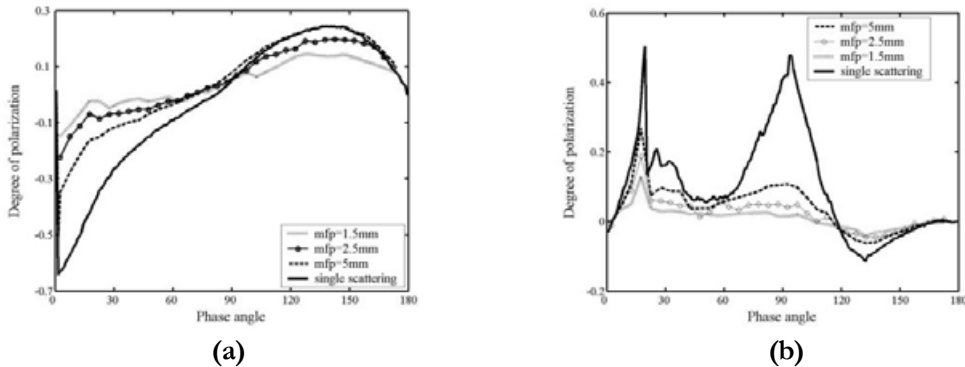 0.3
0.1
-0.1
-0.3
-0.5
-0.7
Degree of polarization
0 30 60 90 120 150 180
Phase angle
mfp=1.5mm
mfp=2.5mm
mfp=5mm
single scattering
(a)
0.6
0.4
0.2
0
-0.2
Degree of polarization
0 30 60 90 120 150 180
Phase angle
mfp=5mm
mfp=2.5mm
mfp=1.5mm
single scattering
(b)